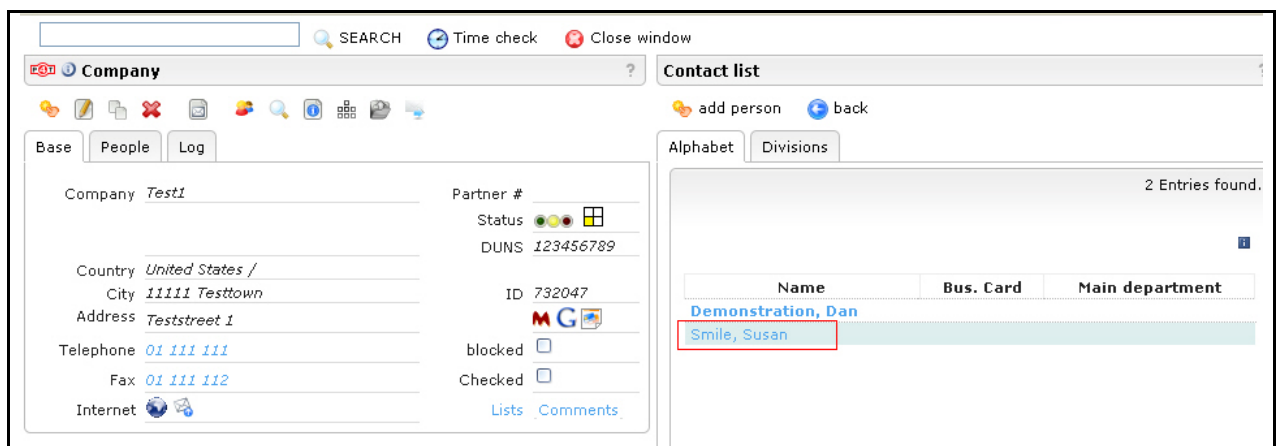 SEARCH Time check Close window
Company ?
Contact list ?
add person back
Base People Log
Alphabet Divisions
2 Entries found.
Company Test1
Partner #
Status
DUNS 123456789
Country United States /
City 11111 Testtown
ID 732047
Address Teststreet 1
M G
Telephone 01 111 111
blocked
Fax 01 111 112
Checked
Internet
Lists Comments
Name Bus. Card Main department
Demonstration, Dan
Smile, Susan